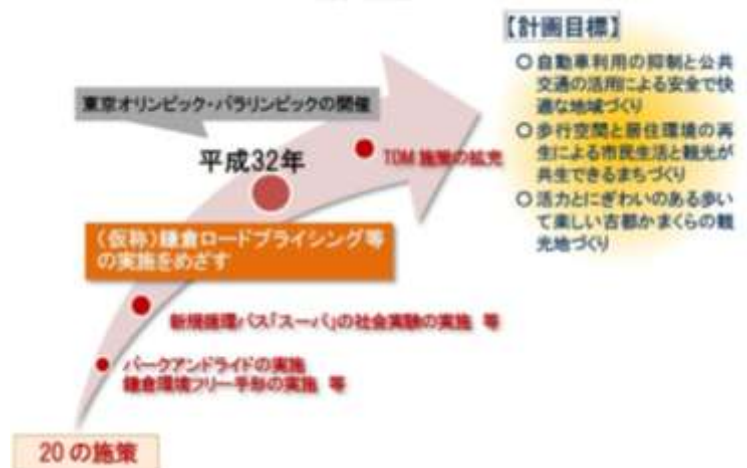 【計画目標】
○自動車利用の抑制と公共
交通の活用による安全で快
適な地域づくり
○歩行空間と居住環境の再
生による市民生活と観光が
共生できるまちづくり
○活力とにぎわいのある歩い
て楽しい古都かまくらの観
光地づくり
東京オリンピック・パラリンピックの開催
平成32年
TDM 施策の拡充
(仮称)鎌倉ロードプライシング等
の実施をめざす
新規循環バス「スーバ」の社会実験の実施 等
パークアンドライドの実施
鎌倉環境フリー手形の実施 等
20の施策